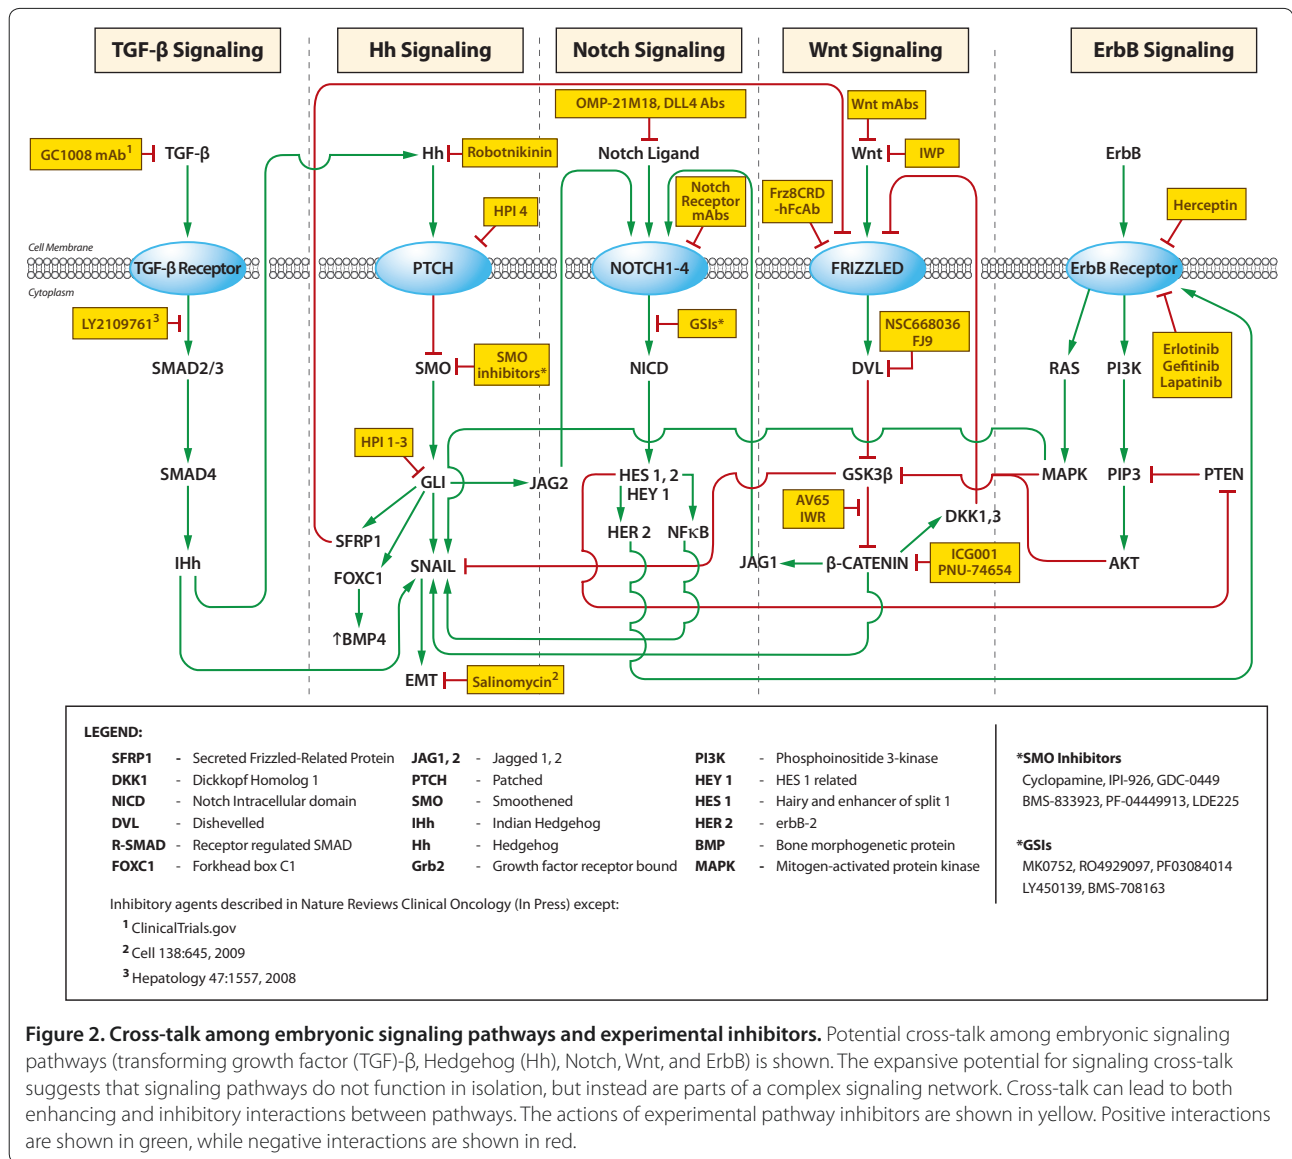 TGF-β Signaling
Hh Signaling
Notch Signaling
Wnt Signaling
ErbB Signaling
OMP-21M18, DLL4 Abs
Wnt mAbs
GC1008 mAb1
TGF-β
Hh
Robotnikinin
Notch Ligand
Wnt
IWP
ErbB
HPI 4
Notch
Receptor
mAbs
Frz8CRD
-hFcAb
Herceptin
Cell Membrane
TGF-β Receptor
PTCH
NOTCH1-4
FRIZZLED
ErbB Receptor
Cytoplasm
LY21097613
GSIs*
NSC668036
FJ9
SMAD2/3
SMO
SMO
inhibitors*
NICD
DVL
RAS
PI3K
Erlotinib
Gefitinib
Lapatinib
HPI 1-3
SMAD4
GLI
JAG2
HES 1, 2
HEY 1
GSK3β
MAPK
PIP3
PTEN
AV65
IWR
DKK1,3
SFRP1
HER 2
NFκB
IHh
FOXC1
SNAIL
JAG1
β-CATENIN
ICG001
PNU-74654
AKT
↑BMP4
EMT
Salinomycin2
LEGEND:
SFRP1 - Secreted Frizzled-Related Protein
DKK1 - Dickkopf Homolog 1
NICD - Notch Intracellular domain
DVL - Dishevelled
R-SMAD - Receptor regulated SMAD
FOXC1 - Forkhead box C1
JAG1, 2 - Jagged 1, 2
PTCH - Patched
SMO - Smoothened
IHh - Indian Hedgehog
Hh - Hedgehog
Grb2 - Growth factor receptor bound
PI3K - Phosphoinositide 3-kinase
HEY 1 - HES 1 related
HES 1 - Hairy and enhancer of split 1
HER 2 - erbB-2
BMP - Bone morphogenetic protein
MAPK - Mitogen-activated protein kinase
*SMO Inhibitors
Cyclopamine, IPI-926, GDC-0449
BMS-833923, PF-04449913, LDE225
*GSIs
MK0752, RO4929097, PF03084014
LY450139, BMS-708163
Inhibitory agents described in Nature Reviews Clinical Oncology (In Press) except:
1 ClinicalTrials.gov
2 Cell 138:645, 2009
3 Hepatology 47:1557, 2008
Figure 2. Cross-talk among embryonic signaling pathways and experimental inhibitors. Potential cross-talk among embryonic signaling
pathways (transforming growth factor (TGF)-β, Hedgehog (Hh), Notch, Wnt, and ErbB) is shown. The expansive potential for signaling cross-talk
suggests that signaling pathways do not function in isolation, but instead are parts of a complex signaling network. Cross-talk can lead to both
enhancing and inhibitory interactions between pathways. The actions of experimental pathway inhibitors are shown in yellow. Positive interactions
are shown in green, while negative interactions are shown in red.